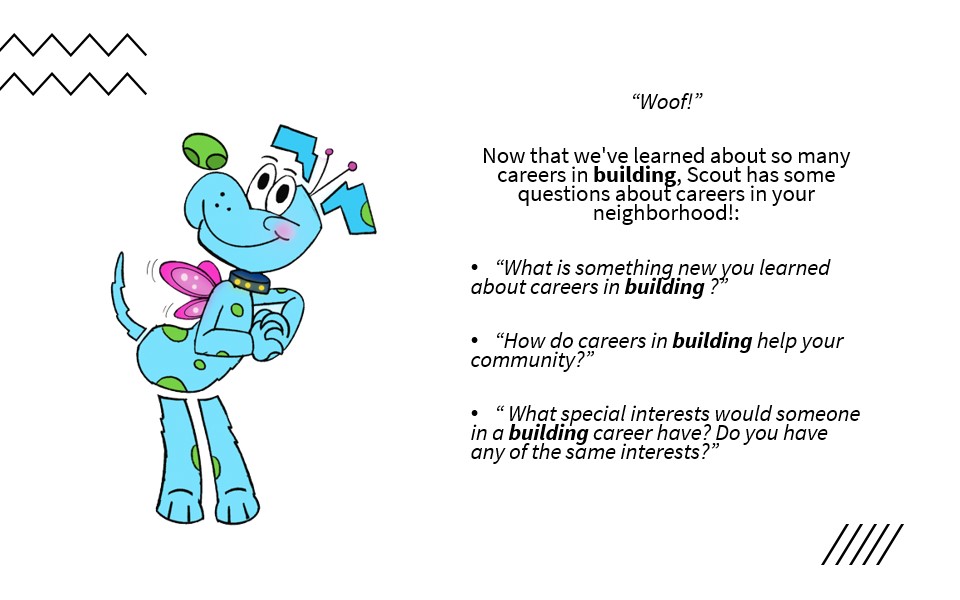 “Woof!”
Now that we've learned about so many
careers in building, Scout has some
questions about careers in your
neighborhood!:
• “What is something new you learned
about careers in building ?”
• “How do careers in building help your
community?”
• “ What special interests would someone
in a building career have? Do you have
any of the same interests?”